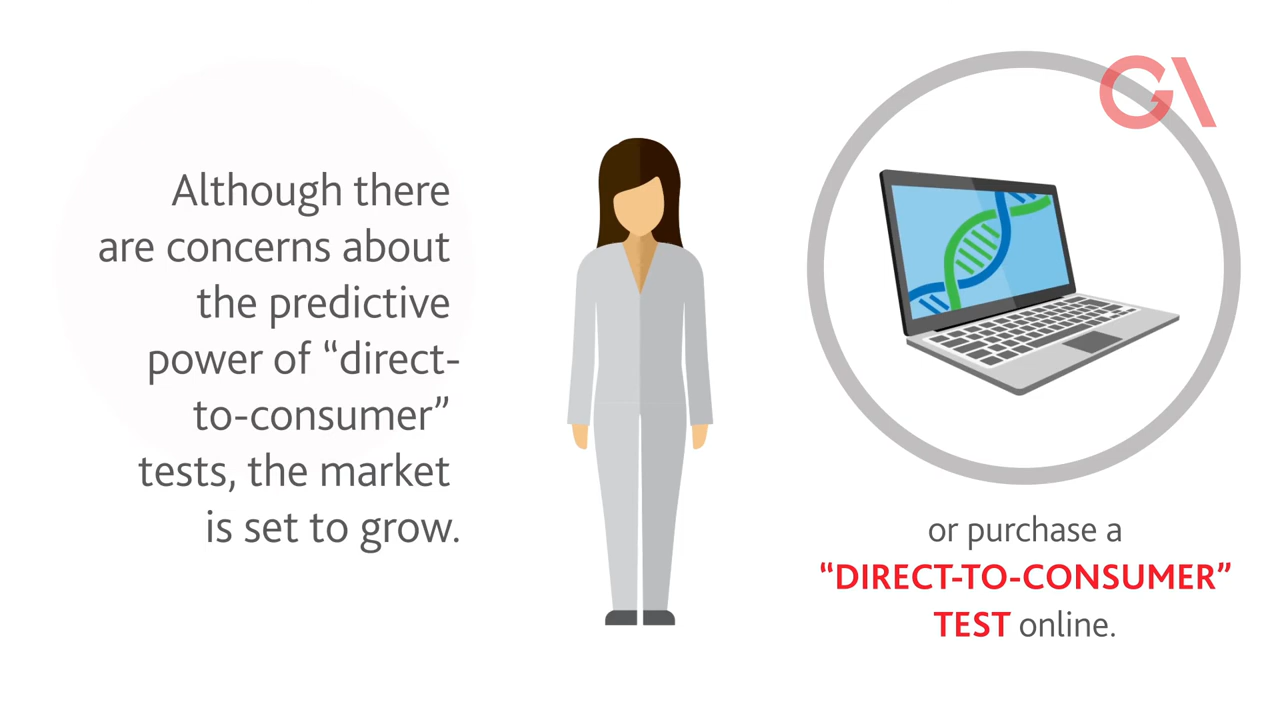 Although there
are concerns about
the predictive
power of “direct-
to-consumer”
tests, the market
is set to grow.
GA
or purchase a
“DIRECT-TO-CONSUMER”
TEST online.